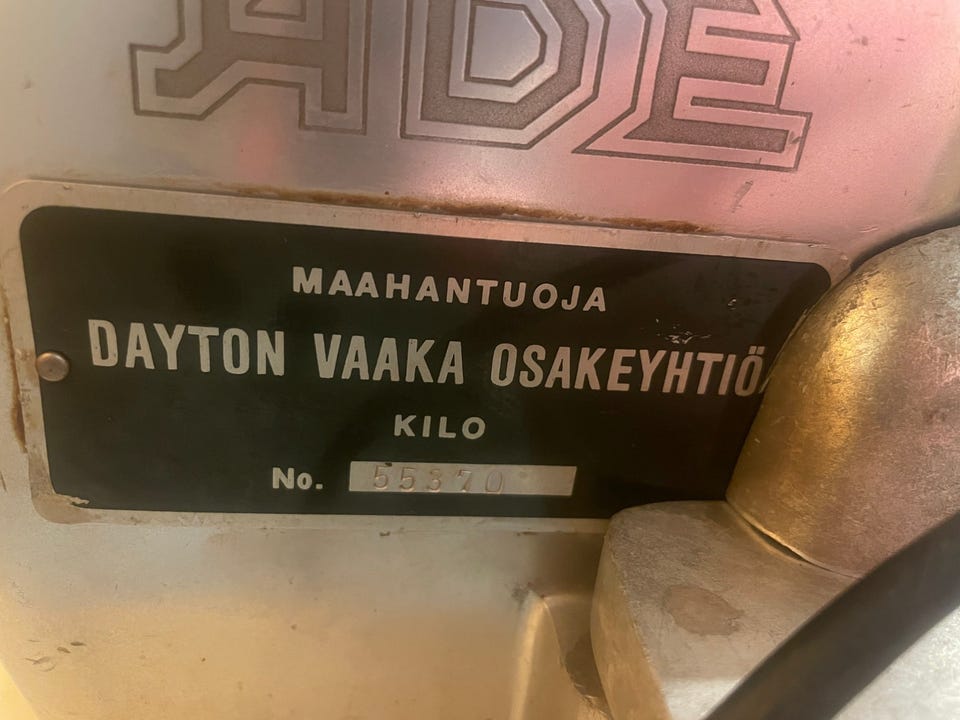 ADE
MAAHANTUOJA
DAYTON VAAKA OSAKEYHTIÖ
KILO
No. 55370